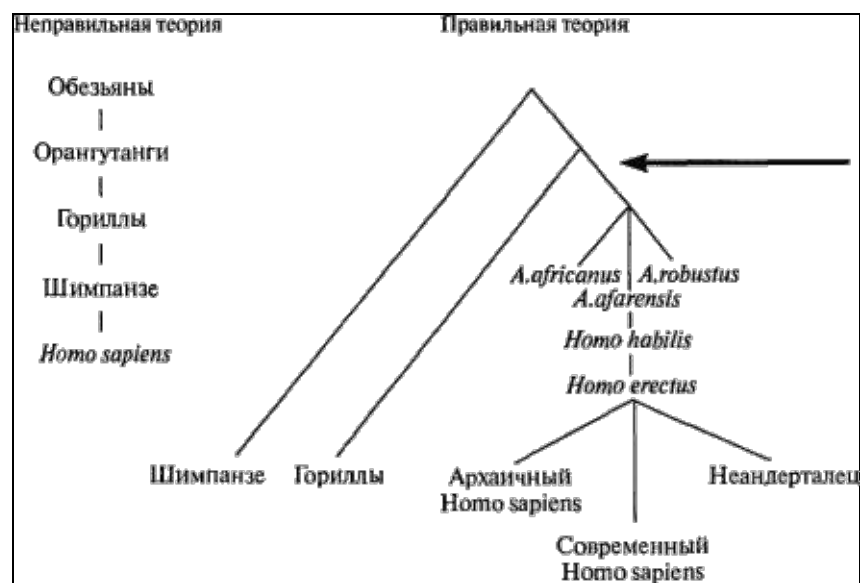 Неправильная теория
Обезьяны
Орангутанги
Гориллы
Шимпанзе
Homo sapiens
Правильная теория
A.africanus A.robustus
A.afarensis
Homo habilis
Homo erectus
Шимпанзе Гориллы Архаичный Неандерталец
Homo sapiens
Современный
Homo sapiens